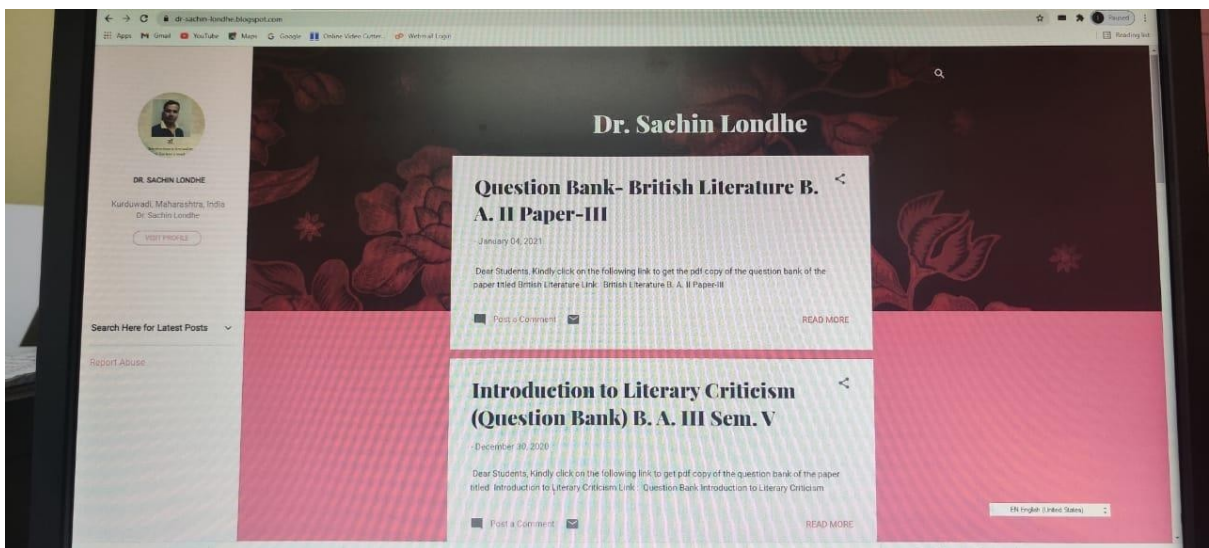 dr-sachin-londhe.blogspot.com
Paused
Apps Gmail YouTube Maps Google Online Video Cutter... Webmail Login
Reading list
DR. SACHIN LONDHE
Kurduwadi, Maharashtra, India
Dr. Sachin Londhe
VISIT PROFILE
Search Here for Latest Posts
Report Abuse
Dr. Sachin Londhe
Question Bank- British Literature B.
A. II Paper-III
- January 04, 2021
Dear Students, Kindly click on the following link to get the pdf copy of the question bank of the
paper titled British Literature Link : British Literature B. A. II Paper-III
Post a Comment
READ MORE
Introduction to Literary Criticism
(Question Bank) B. A. III Sem. V
- December 30, 2020
Dear Students, Kindly click on the following link to get pdf copy of the question bank of the paper
titled Introduction to Literary Criticism Link : Question Bank Introduction to Literary Criticism
Post a Comment
READ MORE
EN English (United States)